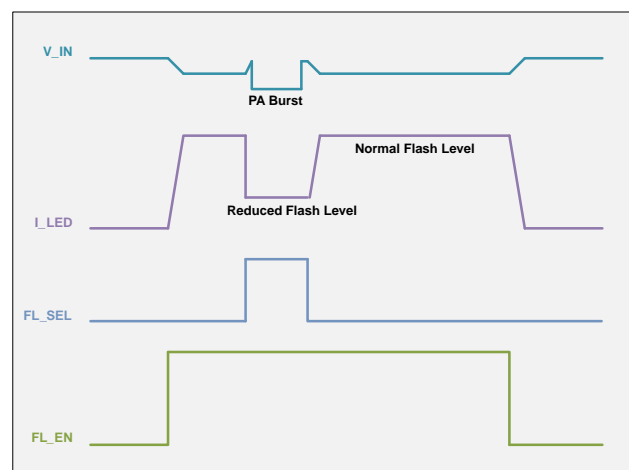 V_IN
PA Burst
Normal Flash Level
Reduced Flash Level
I_LED
FL_SEL
FL_EN